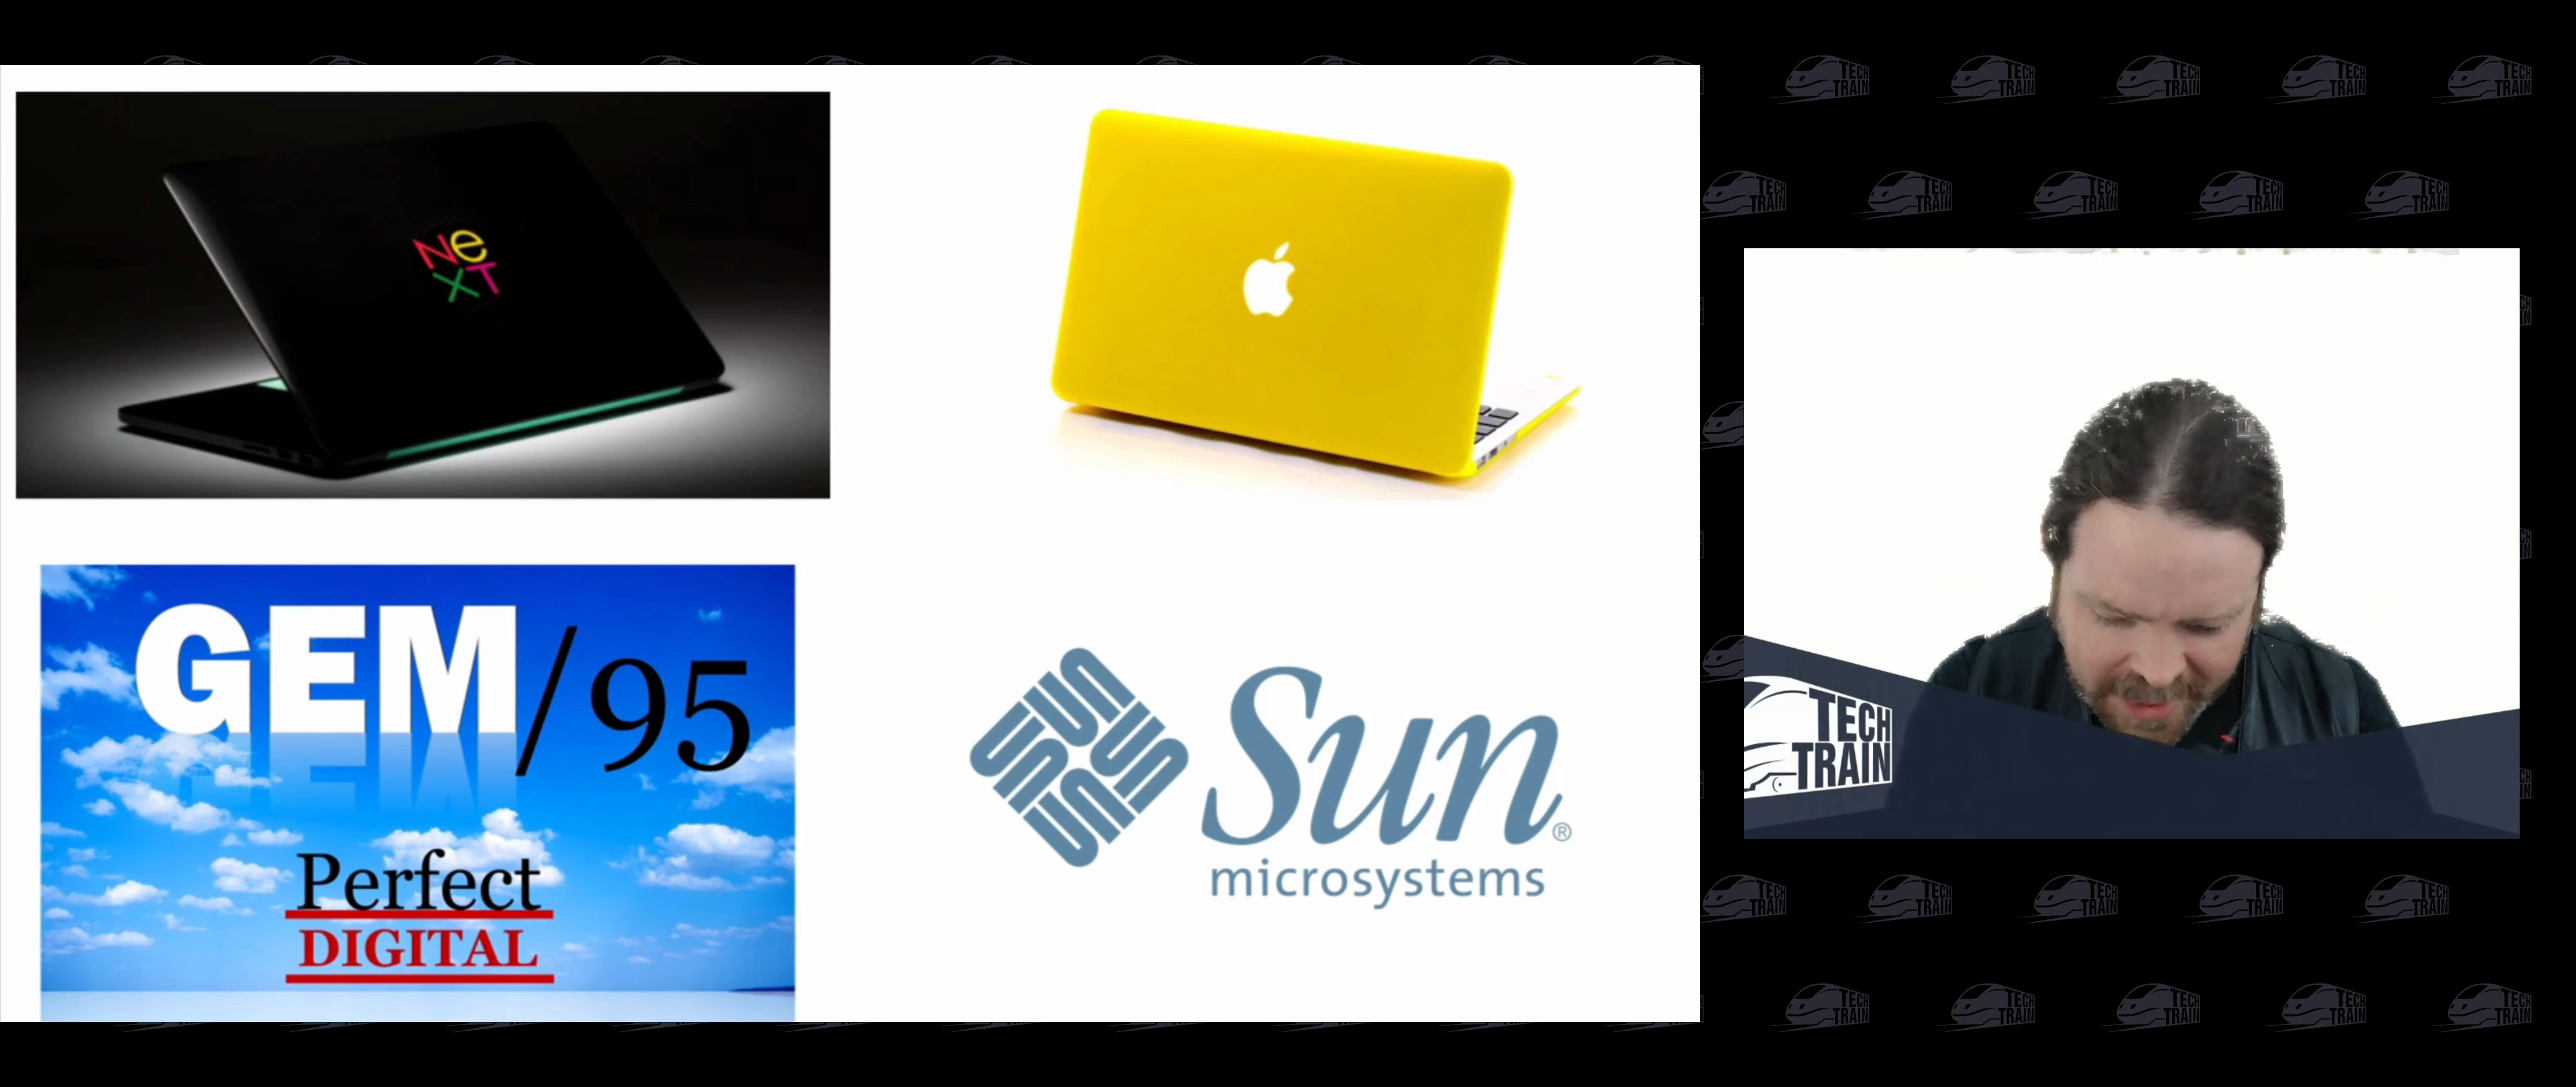 NeXT
GEM/95
Perfect
DIGITAL
Sun®
microsystems
TECH
TRAIN